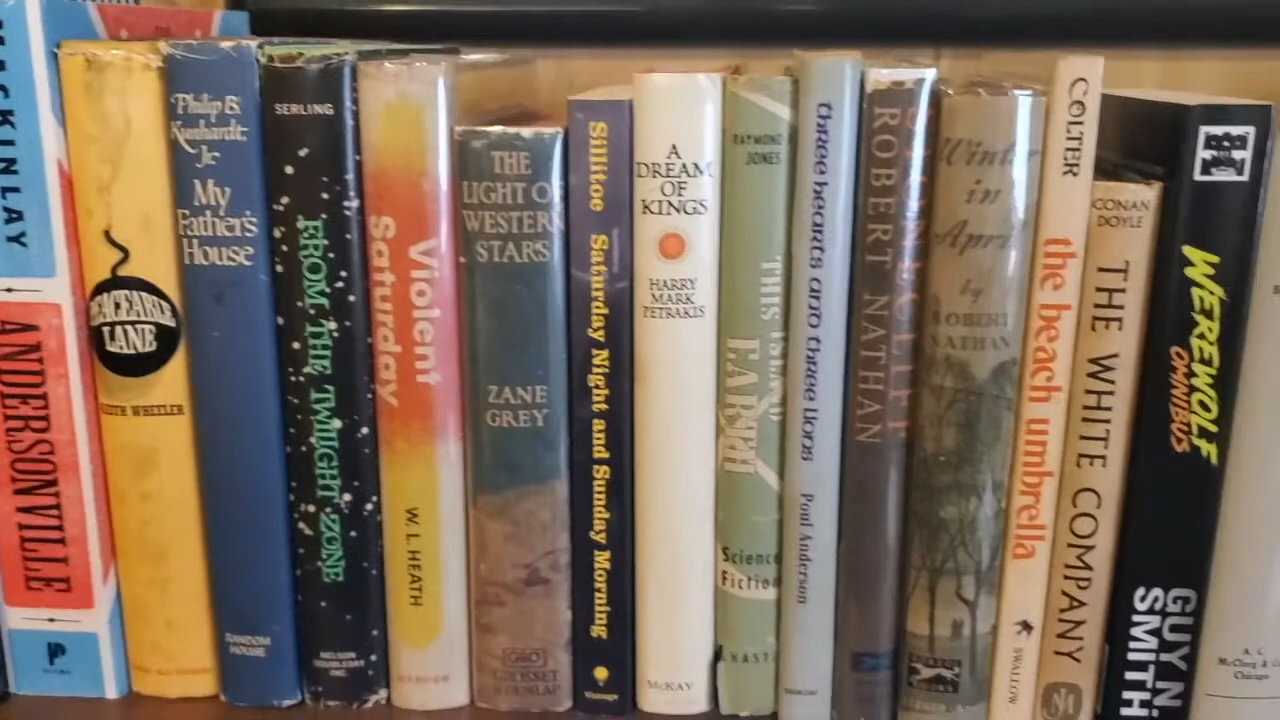 MACKINLAY
ANDERSONVILLE
PEACEABLE
LANE
KEITH WHEELER
Philip B.
Kunhardt,
Jr.
My
Father's
House
RANDOM
HOUSE
SERLING
FROM THE TWILIGHT ZONE
NELSON
DOUBLEDAY
INC.
Violent
Saturday
W. L. HEATH
HARPER
THE
LIGHT OF
WESTERN
STARS
ZANE
GREY
G&D
GROSSET
& DUNLAP
Sillitoe
Saturday Night and Sunday Morning
Vintage
A
DREAM
OF
KINGS
HARRY
MARK
PETRAKIS
McKAY
RAYMOND
JONES
THIS ISLAND
EARTH
Science
Fiction
three hearts and three lions
Poul Anderson
ROBERT NATHAN
Winter
in
April
by
ROBERT
NATHAN
BORZOI
BOOKS
COLTER
the beach umbrella
SWALLOW
CONAN
DOYLE
THE WHITE COMPANY
WEREWOLF
OMNIBUS
GUY N.
SMITH
A. C.
McClurg & C
Chicago